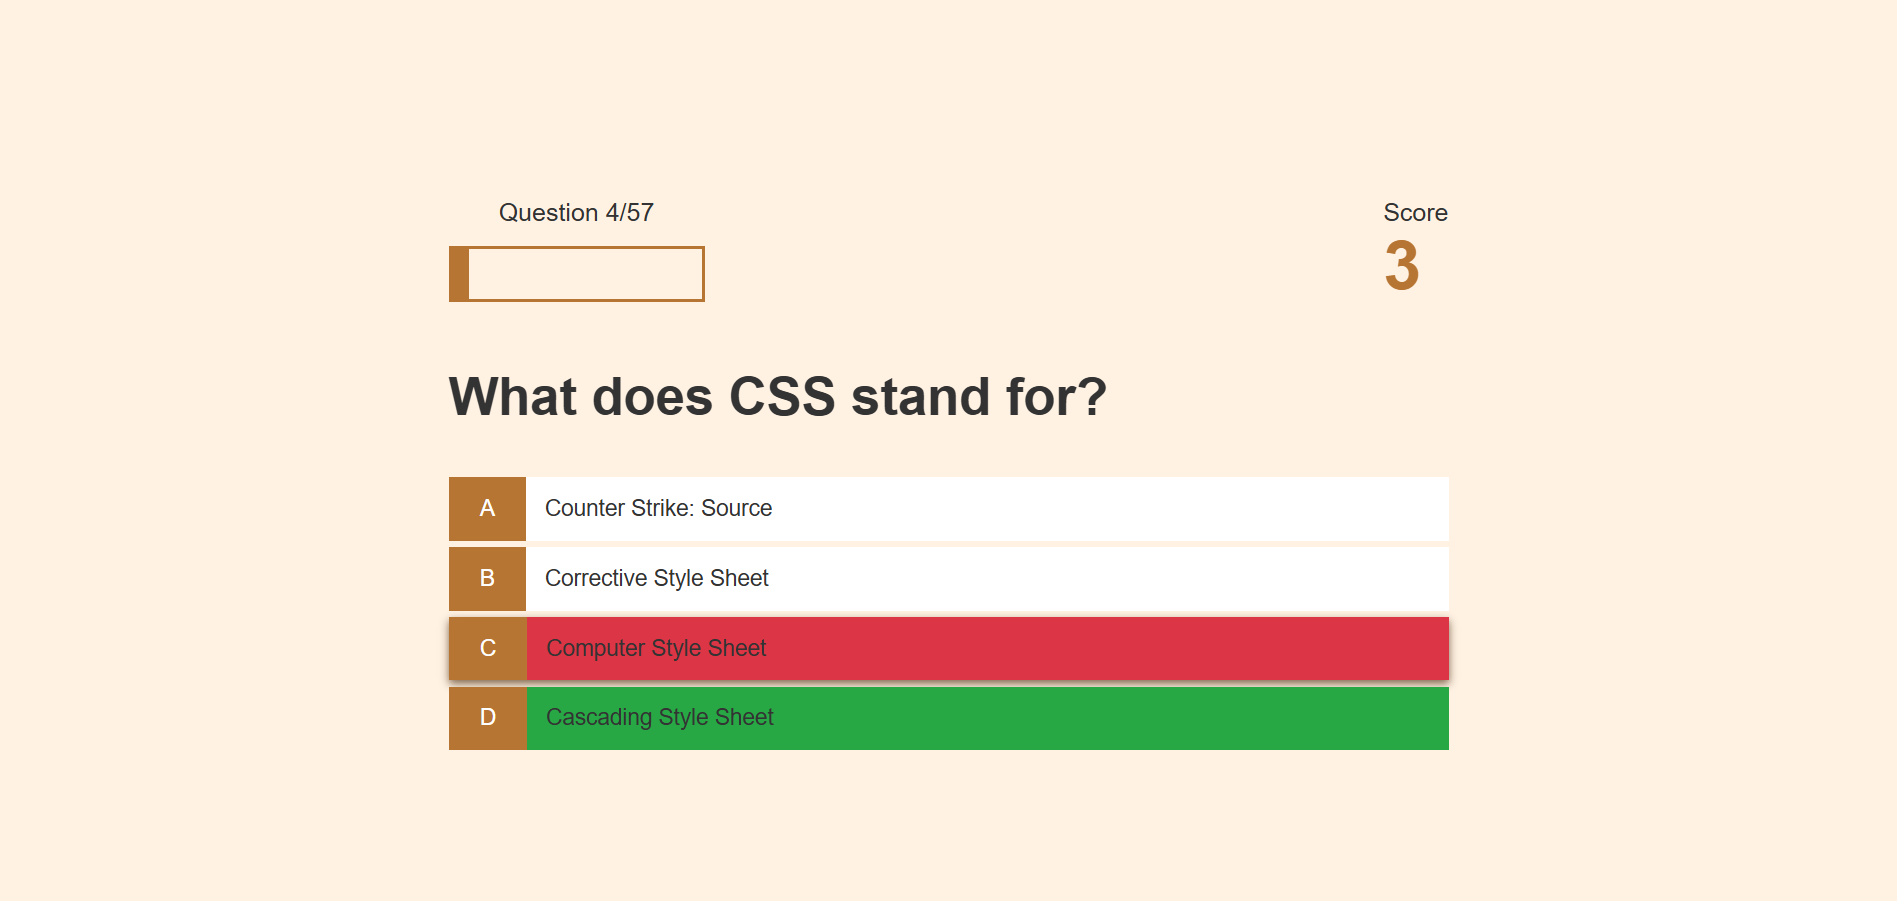 Question 4/57
Score
3
What does CSS stand for?
A Counter Strike: Source
B Corrective Style Sheet
C Computer Style Sheet
D Cascading Style Sheet